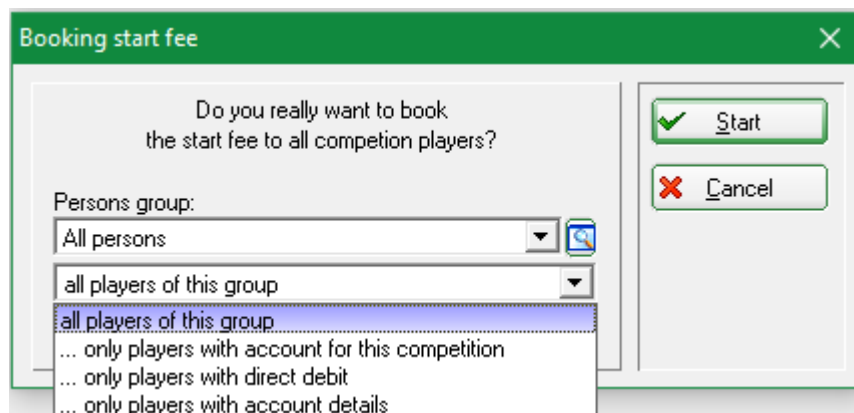 Booking start fee
Do you really want to book
the start fee to all competion players?
Start
Cancel
Persons group:
All persons
all players of this group
all players of this group
... only players with account for this competition
... only players with direct debit
... only players with account details